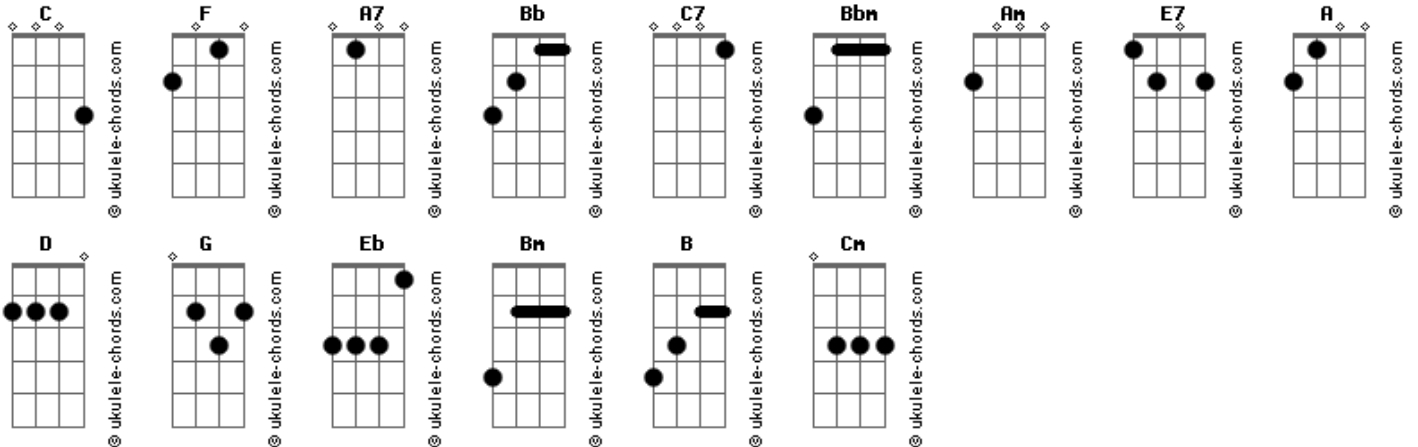 C F A7 Bb C7 Bbm Am E7 A
© ukulele-chords.com © ukulele-chords.com © ukulele-chords.com © ukulele-chords.com © ukulele-chords.com © ukulele-chords.com © ukulele-chords.com © ukulele-chords.com © ukulele-chords.com
D G Eb Bm B Cm
© ukulele-chords.com © ukulele-chords.com © ukulele-chords.com © ukulele-chords.com © ukulele-chords.com © ukulele-chords.com